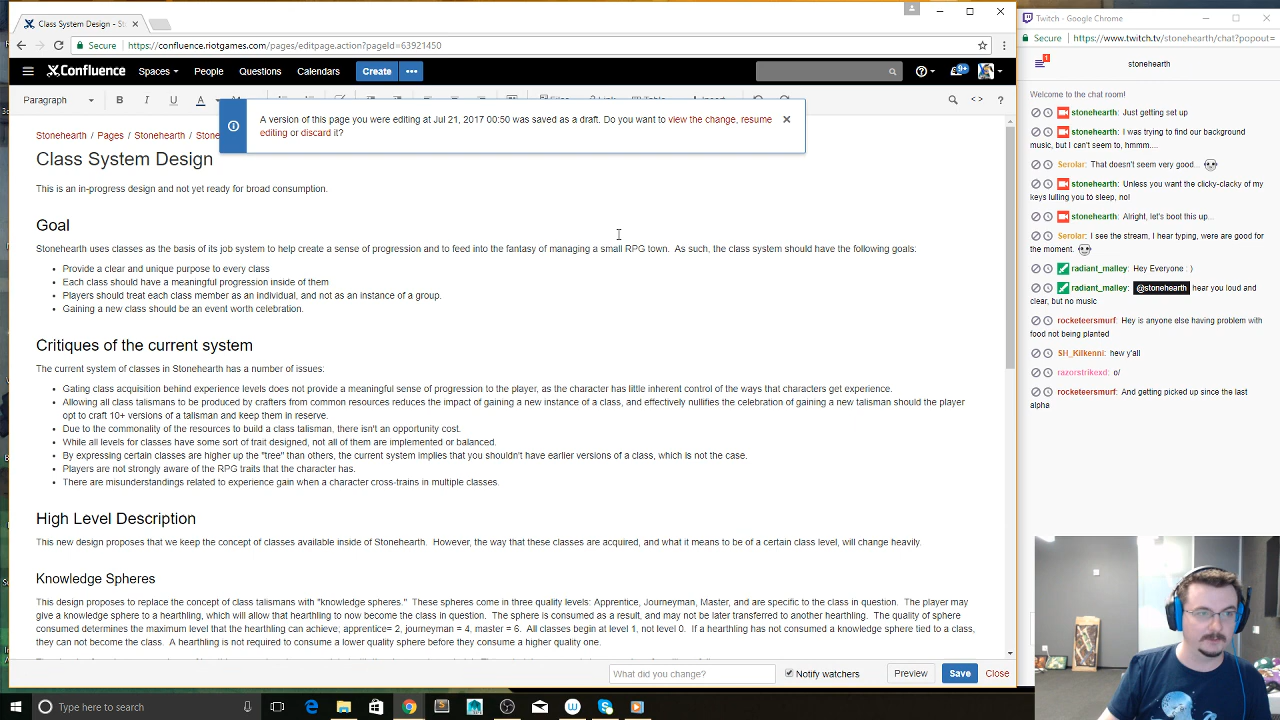 Class System Design - St
Secure https://confluence.riotgames.com/pages/editpage
Section?pageId=63921450
Confluence Spaces People Questions Calendars Create ••• 9+
Paragraph B I U A
A version of this page you were editing at Jul 21, 2017 00:50 was saved as a draft. Do you want to view the change, resume
editing or discard it?
Stonehearth / Pages / Stonehearth /
Class System Design
This is an in-progress design and not yet ready for broad consumption.
Goal
Stonehearth uses classes as the basis of its job system to help create a sense of progression and to feed into the fantasy of managing a small RPG town. As such, the class system should have the following goals:
• Provide a clear and unique purpose to every class
• Each class should have a meaningful progression inside of them
• Players should treat each class member as an individual, and not as an instance of a group.
• Gaining a new class should be an event worth celebration.
Critiques of the current system
The current system of classes in Stonehearth has a number of issues:
• Gating class acquisition behind experience levels does not provide a meaningful sense of progression to the player, as the character has little inherent control of the ways that characters get experience.
• Allowing all class talismans to be produced by crafters from common resources reduces the impact of gaining a new instance of a class, and effectively nullifies the celebration of gaining a new talisman should the player
opt to craft 10+ versions of a talisman and keep them in reserve.
• Due to the commonality of the resources to build a class talisman, there isn't an opportunity cost.
• While all levels for classes have some sort of trait designed, not all of them are implemented or balanced.
• By expressing certain classes are higher up the "tree" than others, the current system implies that you shouldn't have earlier versions of a class, which is not the case.
• Players are not strongly aware of the RPG traits that the character has.
• There are misunderstandings related to experience gain when a character cross-trains in multiple classes.
High Level Description
This new design proposes that we keep the concept of classes available inside of Stonehearth. However, the way that these classes are acquired, and what it means to be of a certain class level, will change heavily.
Knowledge Spheres
This design proposes to replace the concept of class talismans with "knowledge spheres." These spheres come in three quality levels: Apprentice, Journeyman, Master, and are specific to the class in question. The player may
give a knowledge sphere to a hearthling, which will allow that hearthling to now become the class in question. The sphere is consumed as a result, and may not be later transferred to another hearthling. The quality of sphere
consumed determines the maximum level that the hearthling can achieve; apprentice= 2, journeyman = 4, master = 6. All classes begin at level 1, not level 0. If a hearthling has not consumed a knowledge sphere tied to a class,
they can not become the class. A hearthling is not required to consume a lower quality sphere before they consume a higher quality one.
What did you change? Notify watchers Preview Save Close
Type here to search
Twitch - Google Chrome
Secure https://www.twitch.tv/stonehearth/chat?popout=
stonehearth
Welcome to the chat room!
stonehearth: Just getting set up
stonehearth: I was trying to find our background
music, but I can't seem to, hmmm....
Serolar: That doesn't seem very good...
stonehearth: Unless you want the clicky-clacky of my
keys lulling you to sleep, no!
stonehearth: Alright, let's boot this up...
Serolar: I see the stream, I hear typing, were are good for
the moment.
radiant_malley: Hey Everyone : )
radiant_malley: @stonehearth hear you loud and
clear, but no music
rocketeersmurf: Hey is anyone else having problem with
food not being planted
SH_Kilkenni: hew y'all
razorstrikexd: o/
rocketeersmurf: And getting picked up since the last
alpha